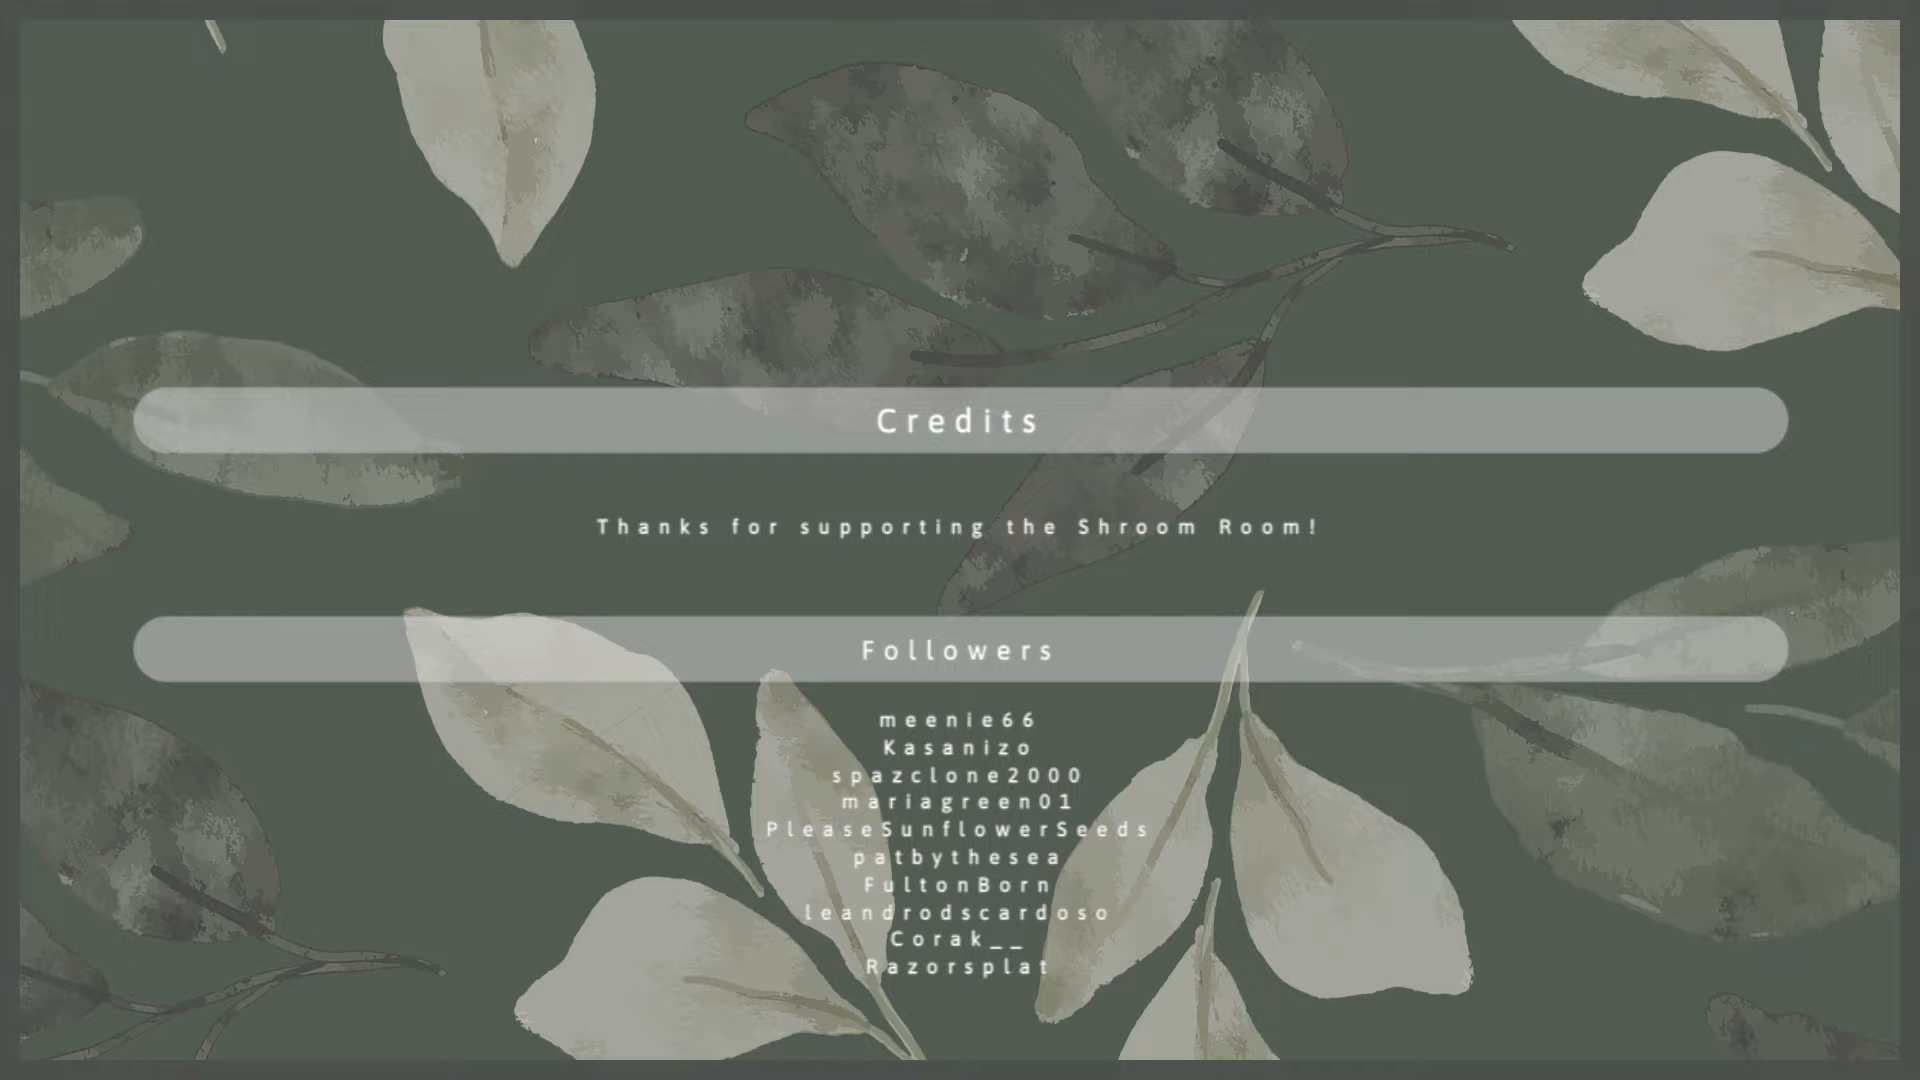 Credits
Thanks for supporting the Shroom Room!
Followers
meenie66
Kasanizo
spazclone2000
mariagreen01
PleaseSunflowerSeeds
patbythesea
FultonBorn
leandrodscardoso
Corak__
Razorsplat